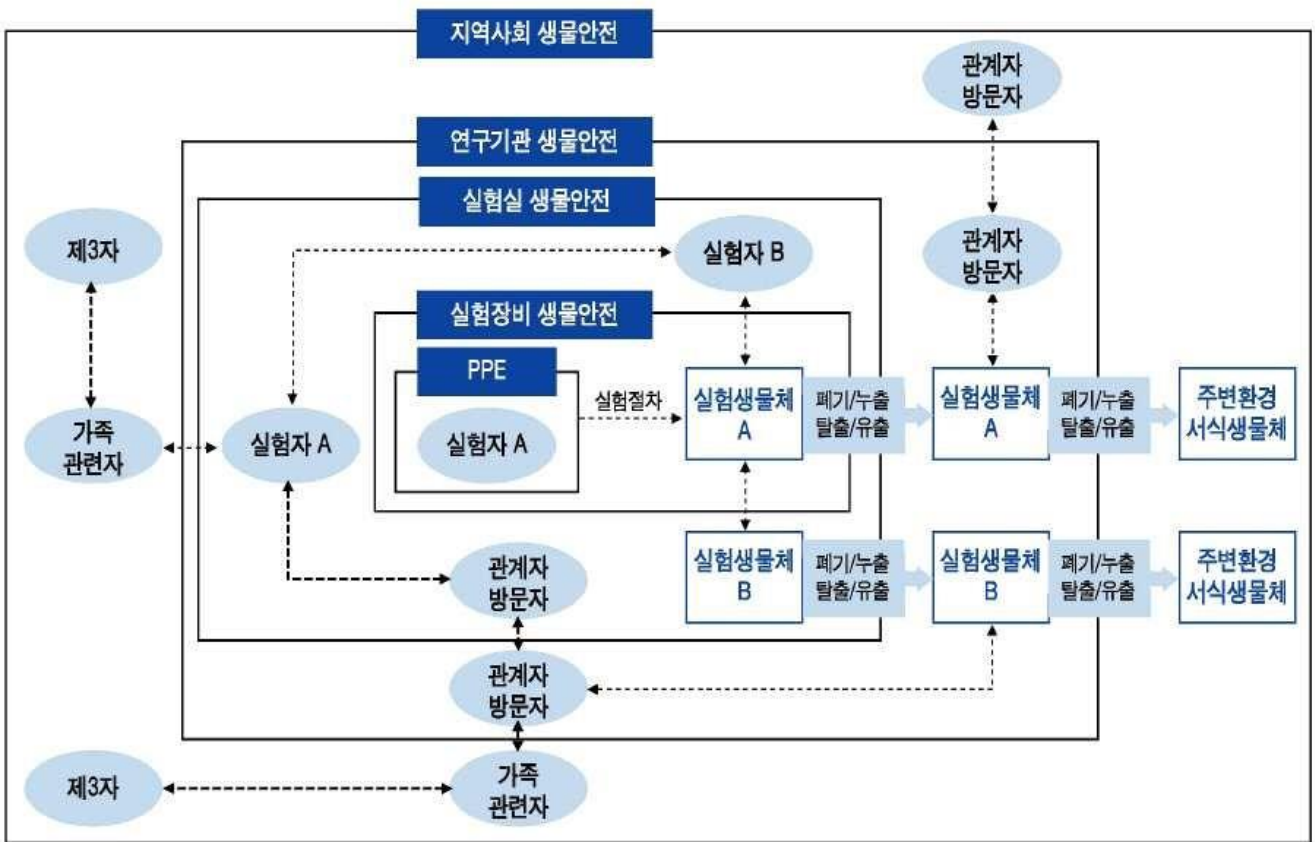 지역사회 생물안전
관계자
방문자
연구기관 생물안전
실험실 생물안전
제3자
실험자 B
관계자
방문자
실험장비 생물안전
PPE
실험절차
실험생물체
A
폐기/누출
탈출/유출
실험생물체
A
폐기/누출
탈출/유출
주변환경
서식생물체
가족
관련자
실험자 A
실험자 A
관계자
방문자
실험생물체
B
폐기/누출
탈출/유출
실험생물체
B
폐기/누출
탈출/유출
주변환경
서식생물체
관계자
방문자
제3자
가족
관련자